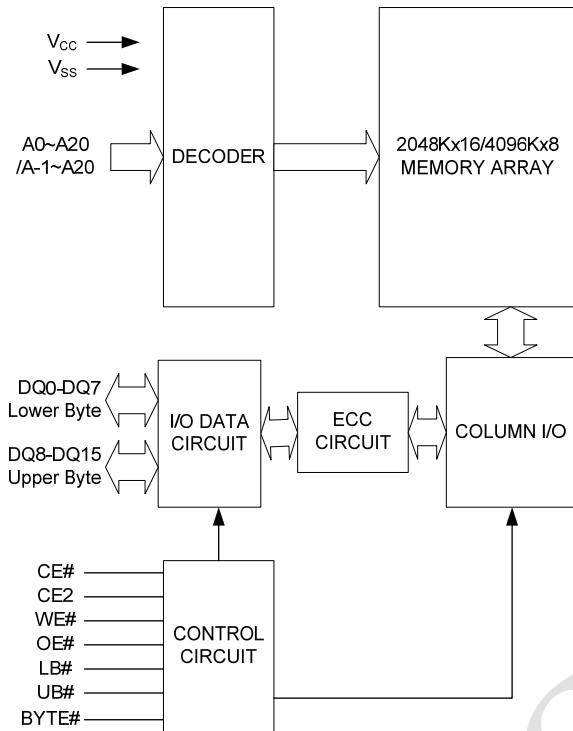 VCC
VSS
A0~A20
/A-1~A20
DECODER
2048Kx16/4096Kx8
MEMORY ARRAY
DQ0-DQ7
Lower Byte
DQ8-DQ15
Upper Byte
I/O DATA
CIRCUIT
ECC
CIRCUIT
COLUMN I/O
CE#
CE2
WE#
OE#
LB#
UB#
BYTE#
CONTROL
CIRCUIT